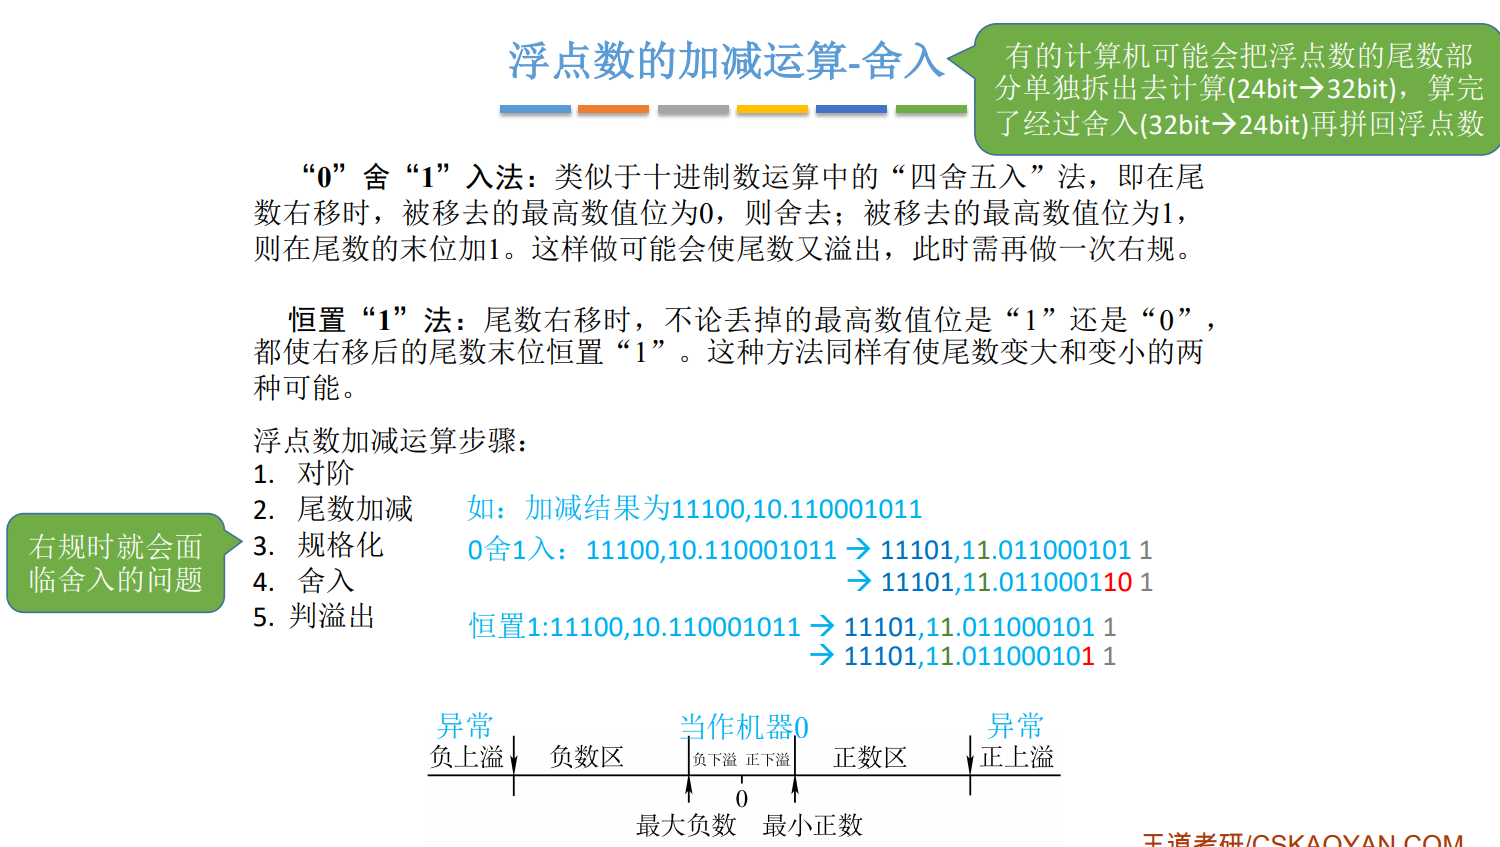 浮点数的加减运算-舍入
有的计算机可能会把浮点数的尾数部
分单独拆出去计算(24bit→32bit)，算完
了经过舍入(32bit→24bit)再拼回浮点数
“0”舍“1”入法：类似于十进制数运算中的“四舍五入”法，即在尾
数右移时，被移去的最高数值位为0，则舍去；被移去的最高数值位为1，
则在尾数的末位加1。这样做可能会使尾数又溢出，此时需再做一次右规。
恒置“1”法：尾数右移时，不论丢掉的最高数值位是“1”还是“0”，
都使右移后的尾数末位恒置“1”。这种方法同样有使尾数变大和变小的两
种可能。
浮点数加减运算步骤：
1. 对阶
2. 尾数加减
3. 规格化
4. 舍入
5. 判溢出
右规时就会面
临舍入的问题
如：加减结果为11100,10.110001011
0舍1入：11100,10.110001011 → 11101,11.011000101 1
→ 11101,11.011000110 1
恒置1:11100,10.110001011 → 11101,11.011000101 1
→ 11101,11.011000101 1
异常 当作机器0 异常
负上溢 负数区 负下溢 正下溢 正数区 正上溢
0
最大负数 最小正数
王道考研/CSKAOYAN.COM